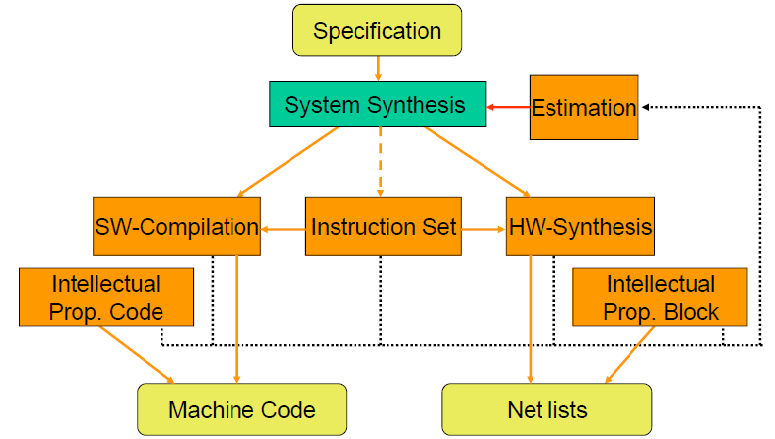 Specification
System Synthesis
Estimation
SW-Compilation
Instruction Set
HW-Synthesis
Intellectual
Prop. Code
Intellectual
Prop. Block
Machine Code
Net lists